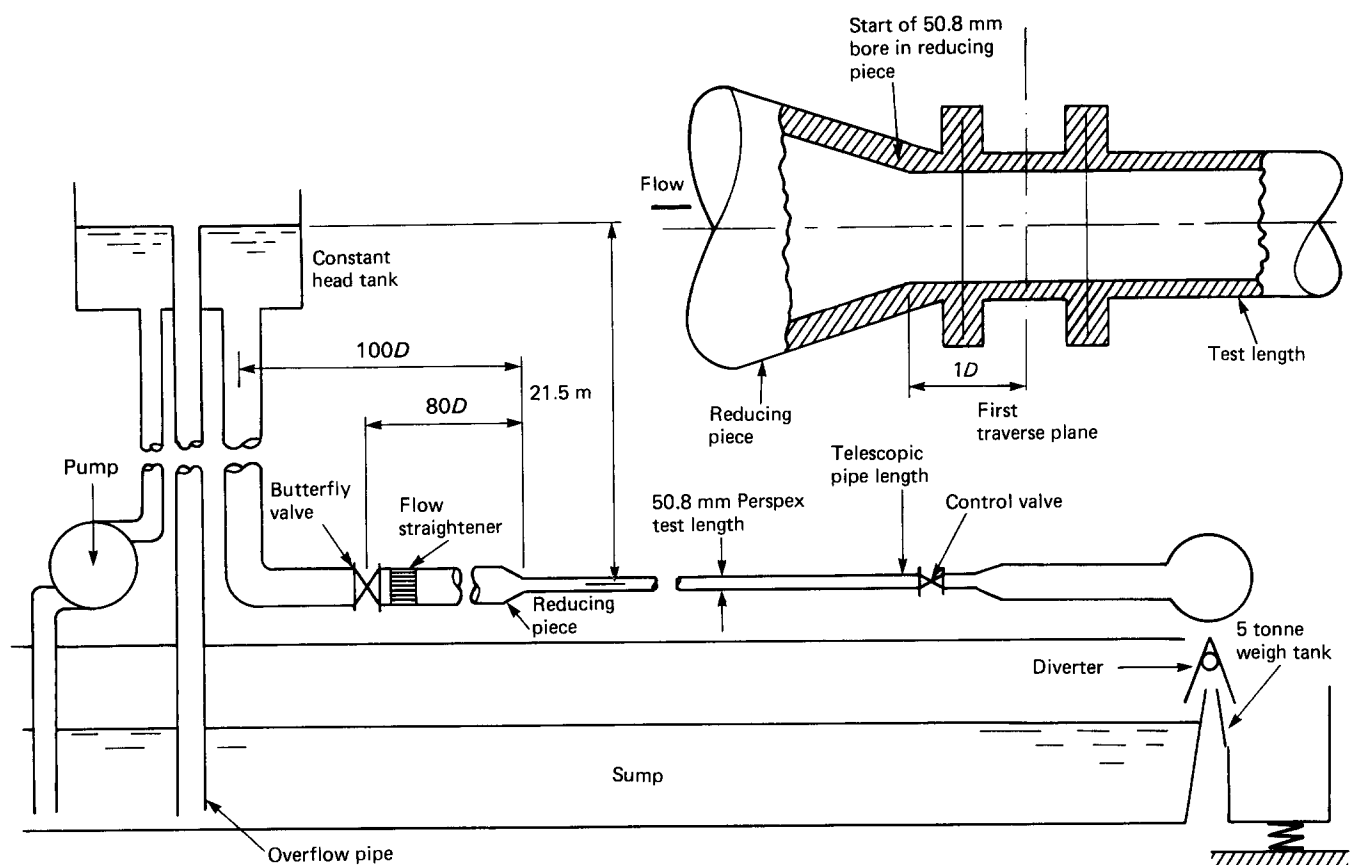 Start of 50.8 mm
bore in reducing
piece
Flow
Test length
1D
Reducing
piece
First
traverse plane
Constant
head tank
100D
21.5 m
80D
Pump
Butterfly
valve
Flow
straightener
Reducing
piece
50.8 mm Perspex
test length
Telescopic
pipe length
Control valve
Diverter
5 tonne
weigh tank
Sump
Overflow pipe